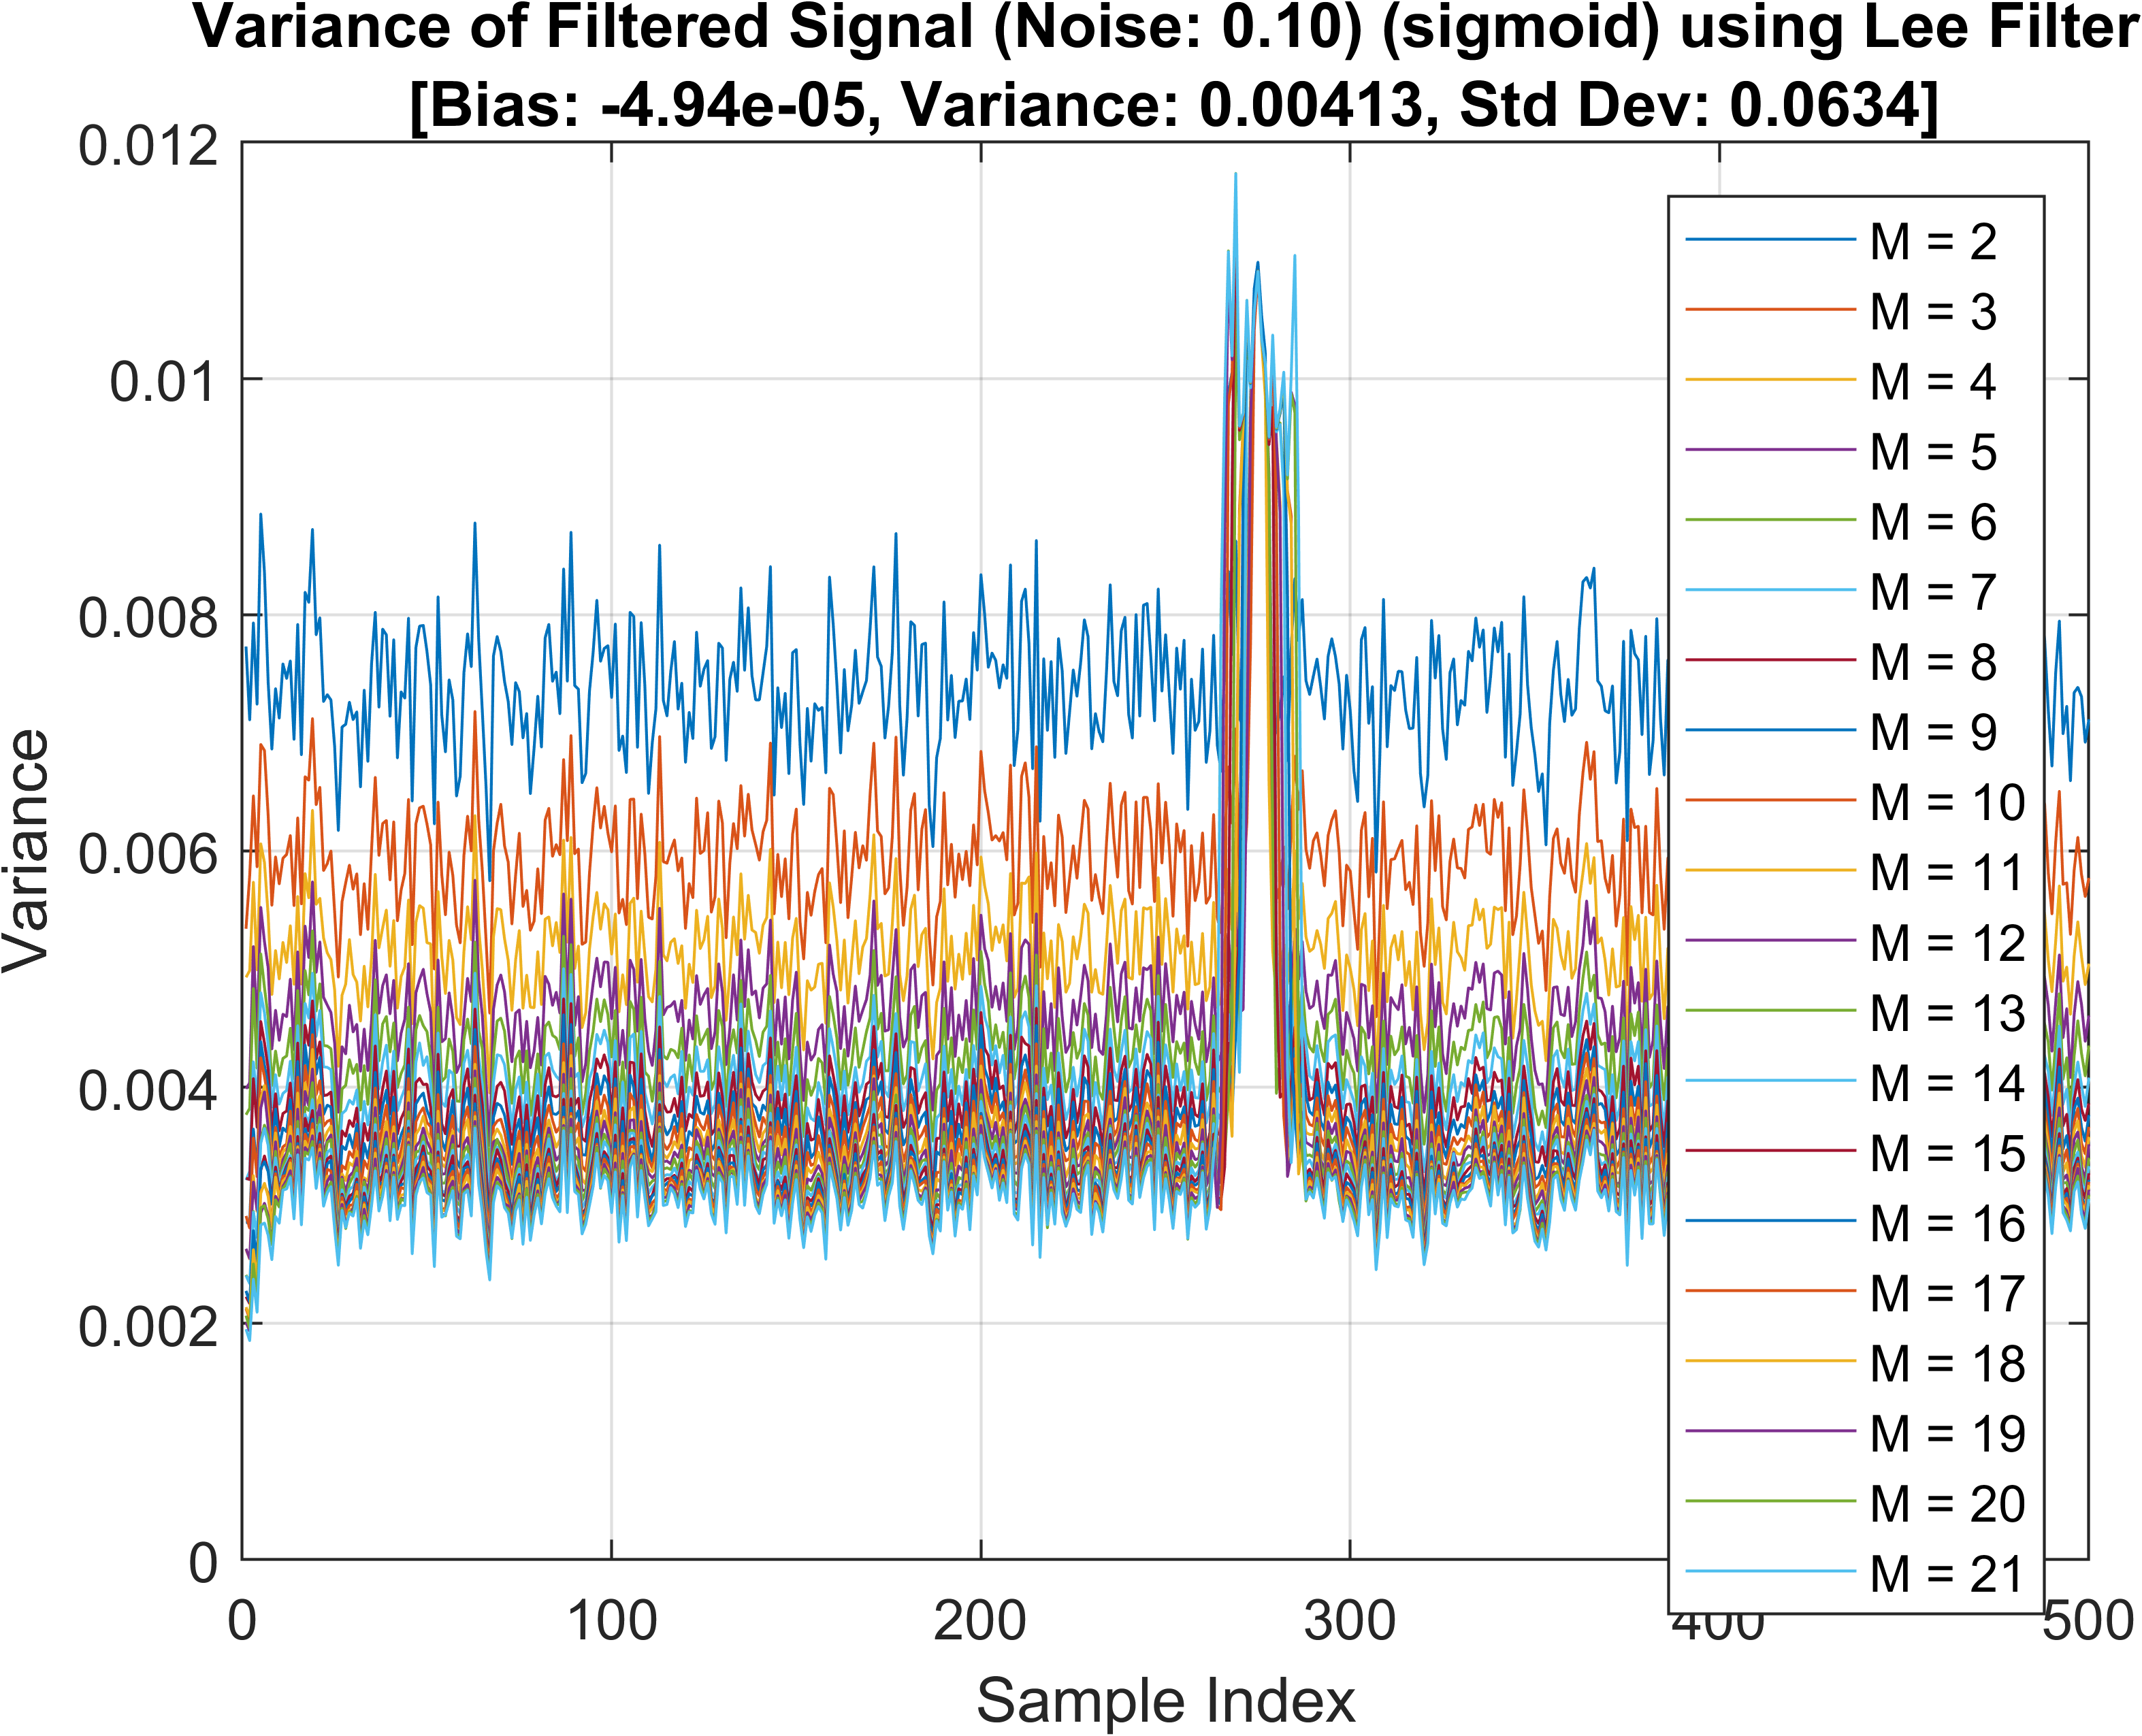 Variance of Filtered Signal (Noise: 0.10) (sigmoid) using Lee Filter
[Bias: -4.94e-05, Variance: 0.00413, Std Dev: 0.0634]
0.012
0.01
0.008
0.006
0.004
0.002
0
Variance
M = 2
M = 3
M = 4
M = 5
M = 6
M = 7
M = 8
M = 9
M = 10
M = 11
M = 12
M = 13
M = 14
M = 15
M = 16
M = 17
M = 18
M = 19
M = 20
M = 21
0 100 200 300 400 500
Sample Index